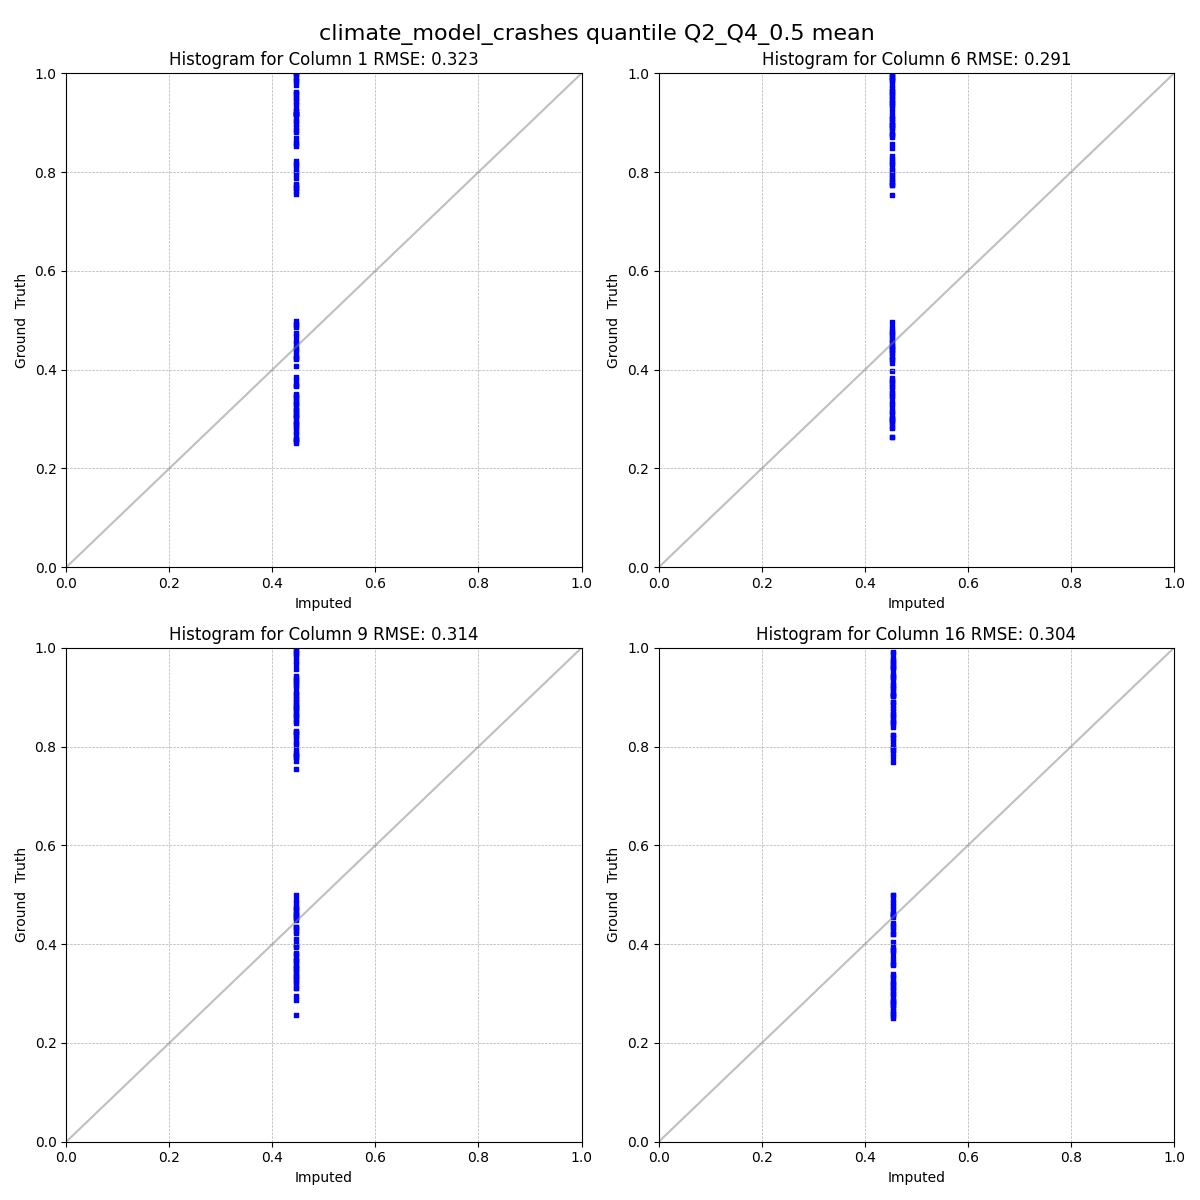 climate_model_crashes quantile Q2_Q4_0.5 mean
Histogram for Column 1 RMSE: 0.323
1.0
0.8
0.6
0.4
0.2
0.0
Ground Truth
0.0 0.2 0.4 0.6 0.8 1.0
Imputed
Histogram for Column 6 RMSE: 0.291
1.0
0.8
0.6
0.4
0.2
0.0
Ground Truth
0.0 0.2 0.4 0.6 0.8 1.0
Imputed
Histogram for Column 9 RMSE: 0.314
1.0
0.8
0.6
0.4
0.2
0.0
Ground Truth
0.0 0.2 0.4 0.6 0.8 1.0
Imputed
Histogram for Column 16 RMSE: 0.304
1.0
0.8
0.6
0.4
0.2
0.0
Ground Truth
0.0 0.2 0.4 0.6 0.8 1.0
Imputed